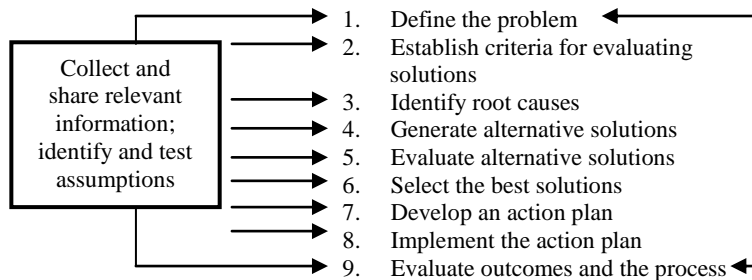 Collect and
share relevant
information;
identify and test
assumptions
1. Define the problem
2. Establish criteria for evaluating
solutions
3. Identify root causes
4. Generate alternative solutions
5. Evaluate alternative solutions
6. Select the best solutions
7. Develop an action plan
8. Implement the action plan
9. Evaluate outcomes and the process